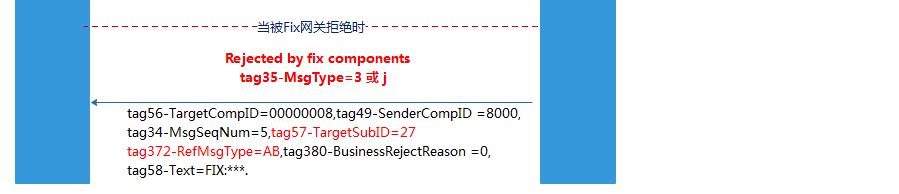 当被Fix网关拒绝时
Rejected by fix components
tag35-MsgType=3 或 j
tag56-TargetCompID=00000008,tag49-SenderCompID =8000,
tag34-MsgSeqNum=5,tag57-TargetSubID=27
tag372-RefMsgType=AB,tag380-BusinessRejectReason =0,
tag58-Text=FIX:***.